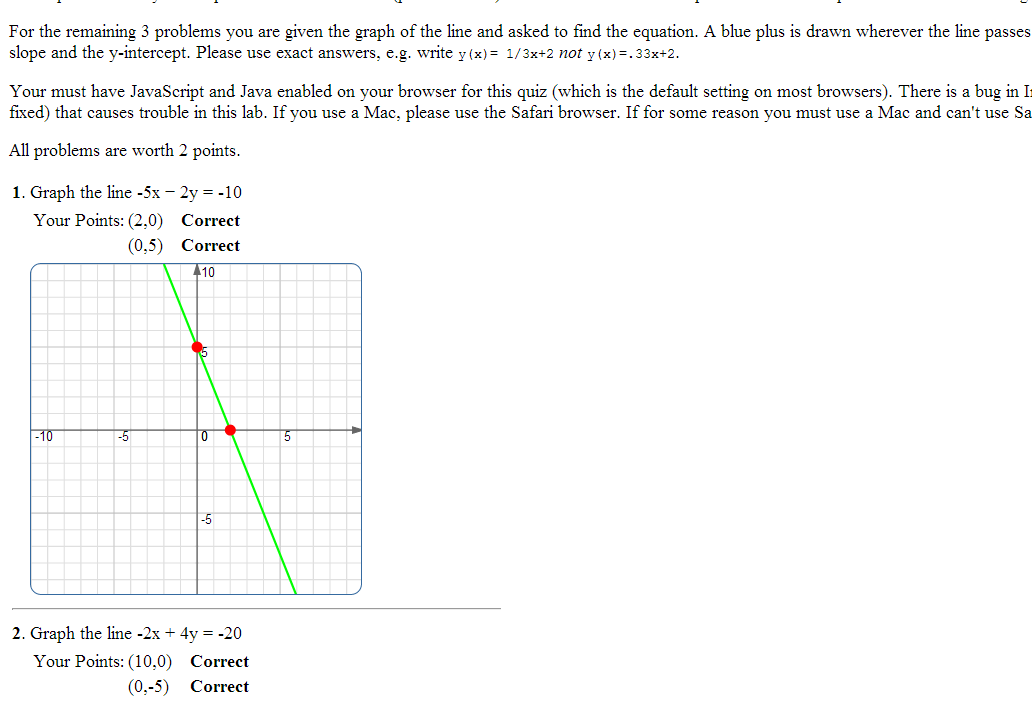 For the remaining 3 problems you are given the graph of the line and asked to find the equation. A blue plus is drawn wherever the line passes
slope and the y-intercept. Please use exact answers, e.g. write y(x)= 1/3x+2 not y(x)=.33x+2.
Your must have JavaScript and Java enabled on your browser for this quiz (which is the default setting on most browsers). There is a bug in
fixed) that causes trouble in this lab. If you use a Mac, please use the Safari browser. If for some reason you must use a Mac and can't use Sa
All problems are worth 2 points.
1. Graph the line -5x − 2y = -10
Your Points: (2,0) Correct
(0,5) Correct
10
5
-10 -5 0 5
-5
2. Graph the line -2x + 4y = -20
Your Points: (10,0) Correct
(0,-5) Correct